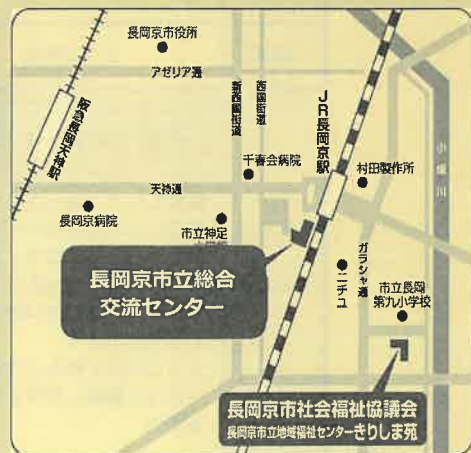 長岡京市役所
アゼリア通
阪急長岡天神駅
新西国街道
西国街道
JR長岡京駅
小畑川
千春会病院
村田製作所
天神通
長岡京病院
市立神足
ガラシャ通
ニチユ
長岡京市立総合
交流センター
市立長岡
第九小学校
長岡京市社会福祉協議会
長岡京市立地域福祉センターきりしま苑